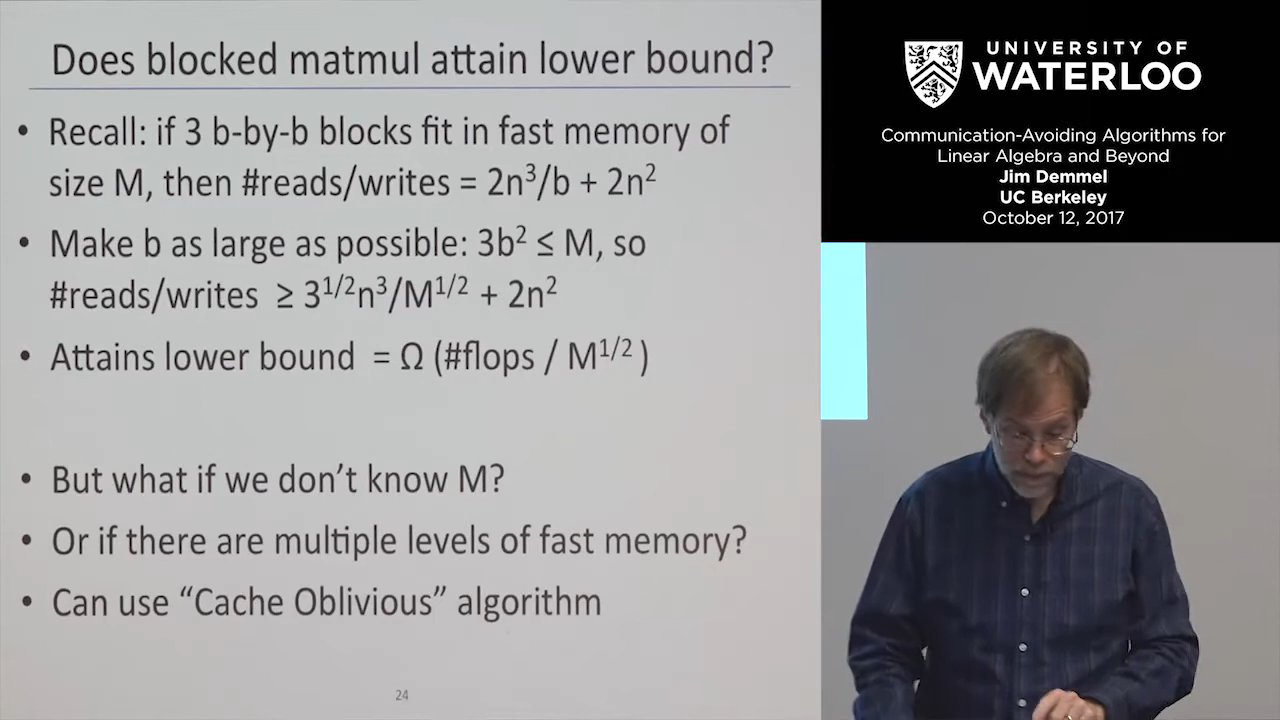 Does blocked matmul attain lower bound?
• Recall: if 3 b-by-b blocks fit in fast memory of
size M, then #reads/writes = 2n³/b + 2n²
• Make b as large as possible: 3b² ≤ M, so
#reads/writes ≥ 3^1/2n³/M^1/2 + 2n²
• Attains lower bound = Ω (#flops / M^1/2 )
• But what if we don’t know M?
• Or if there are multiple levels of fast memory?
• Can use “Cache Oblivious” algorithm
24
UNIVERSITY OF
WATERLOO
Communication-Avoiding Algorithms for
Linear Algebra and Beyond
Jim Demmel
UC Berkeley
October 12, 2017